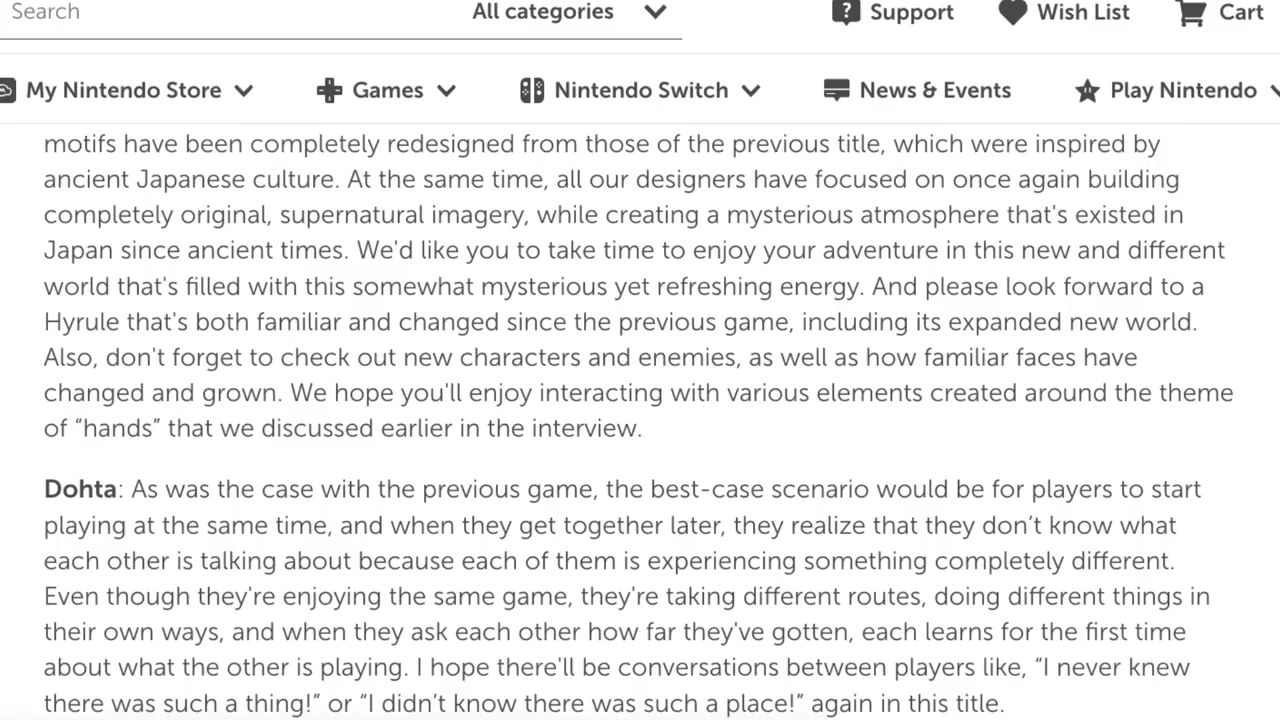 Search
All categories
Support
Wish List
Cart
My Nintendo Store
Games
Nintendo Switch
News & Events
Play Nintendo
motifs have been completely redesigned from those of the previous title, which were inspired by
ancient Japanese culture. At the same time, all our designers have focused on once again building
completely original, supernatural imagery, while creating a mysterious atmosphere that's existed in
Japan since ancient times. We'd like you to take time to enjoy your adventure in this new and different
world that's filled with this somewhat mysterious yet refreshing energy. And please look forward to a
Hyrule that's both familiar and changed since the previous game, including its expanded new world.
Also, don't forget to check out new characters and enemies, as well as how familiar faces have
changed and grown. We hope you'll enjoy interacting with various elements created around the theme
of “hands” that we discussed earlier in the interview.
Dohta: As was the case with the previous game, the best-case scenario would be for players to start
playing at the same time, and when they get together later, they realize that they don’t know what
each other is talking about because each of them is experiencing something completely different.
Even though they're enjoying the same game, they're taking different routes, doing different things in
their own ways, and when they ask each other how far they've gotten, each learns for the first time
about what the other is playing. I hope there'll be conversations between players like, “I never knew
there was such a thing!” or “I didn’t know there was such a place!” again in this title.